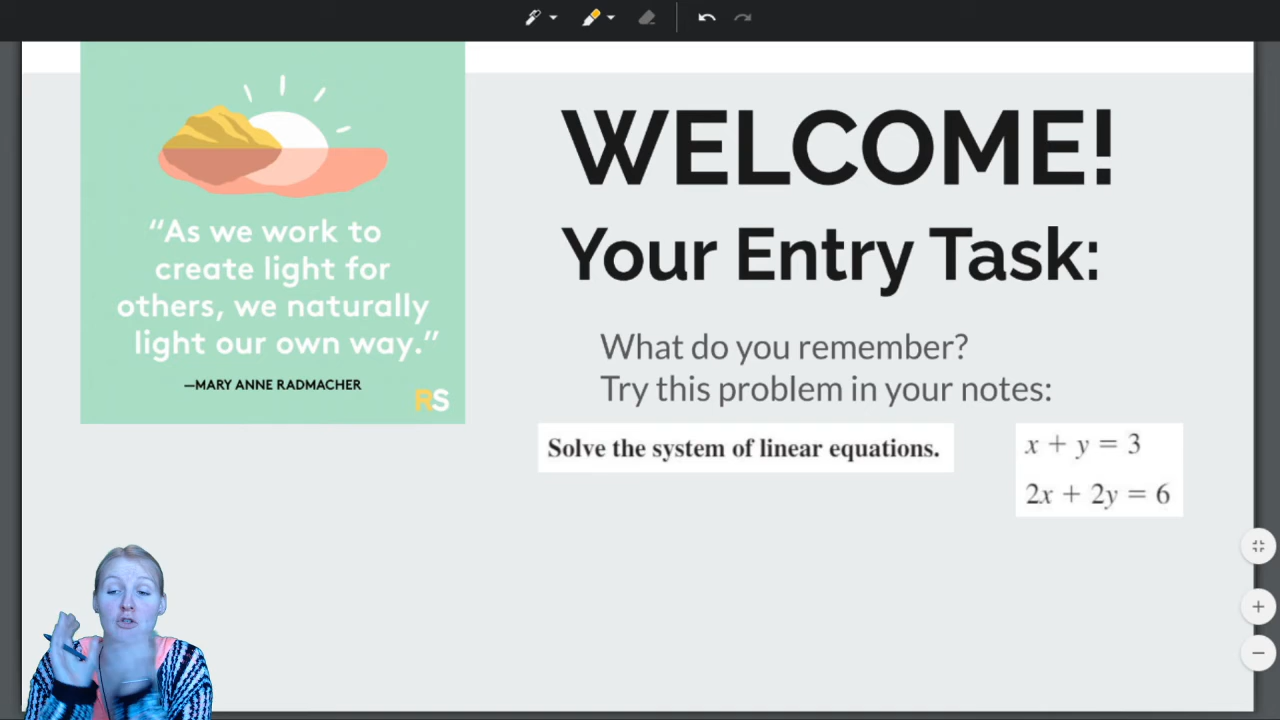 “As we work to
create light for
others, we naturally
light our own way.”
—MARY ANNE RADMACHER
RS
WELCOME!
Your Entry Task:
What do you remember?
Try this problem in your notes:
Solve the system of linear equations.
x + y = 3
2x + 2y = 6